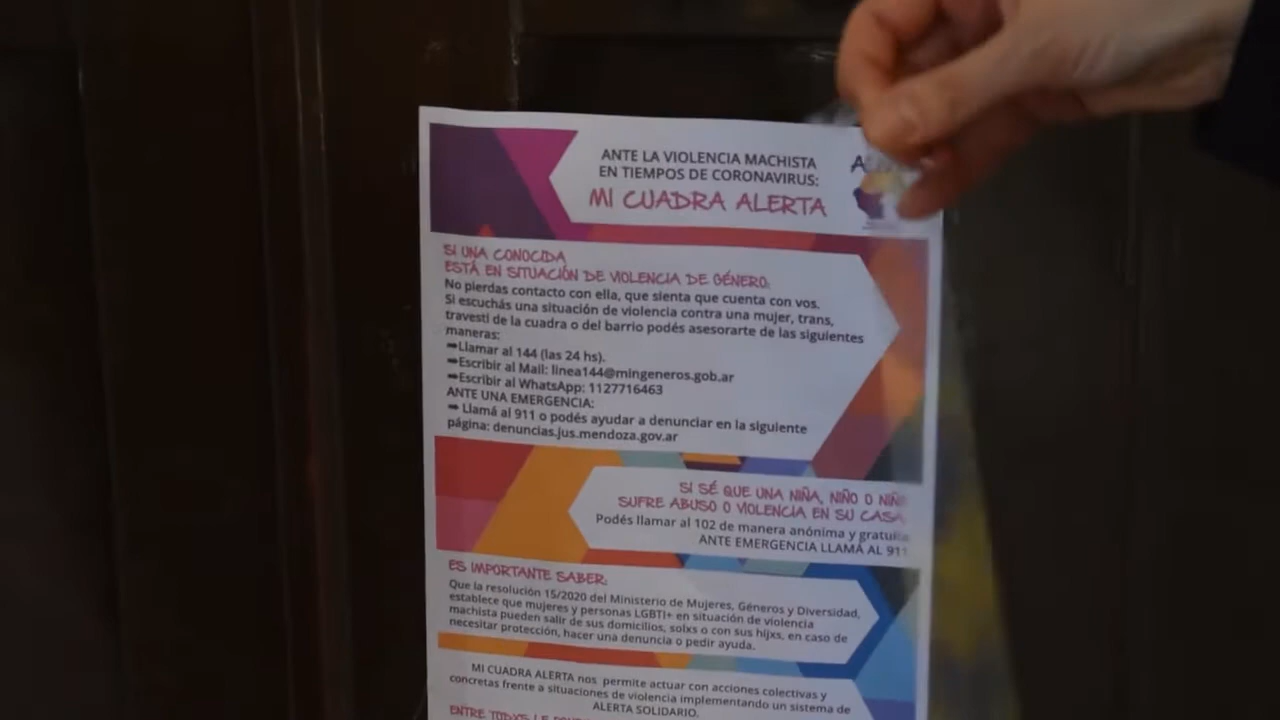 ANTE LA VIOLENCIA MACHISTA
EN TIEMPOS DE CORONAVIRUS:
MI CUADRA ALERTA
SI UNA CONOCIDA
ESTÁ EN SITUACIÓN DE VIOLENCIA DE GÉNERO:
No pierdas contacto con ella, que sienta que cuenta con vos.
Si escuchás una situación de violencia contra una mujer, trans,
travesti de la cuadra o del barrio podés asesorarte de las siguientes
maneras:
➡Llamar al 144 (las 24 hs).
➡Escribir al Mail: linea144@mingeneros.gob.ar
➡Escribir al WhatsApp: 1127716463
ANTE UNA EMERGENCIA:
➡ Llamá al 911 o podés ayudar a denunciar en la siguiente
página: denuncias.jus.mendoza.gov.ar
SI SÉ QUE UNA NIÑA, NIÑO O
SUFRE ABUSO O VIOLENCIA EN SU CASA
Podés llamar al 102 de manera anónima y gratuita
ANTE EMERGENCIA LLAMÁ AL 911
ES IMPORTANTE SABER:
Que la resolución 15/2020 del Ministerio de Mujeres, Géneros y Diversidad,
establece que mujeres y personas LGBTI+ en situación de violencia
machista pueden salir de sus domicilios, solxs o con sus hijxs, en caso de
necesitar protección, hacer una denuncia o pedir ayuda.
MI CUADRA ALERTA nos permite actuar con acciones colectivas y
concretas frente a situaciones de violencia implementando un sistema de
ALERTA SOLIDARIO.
ENTRE TODXS